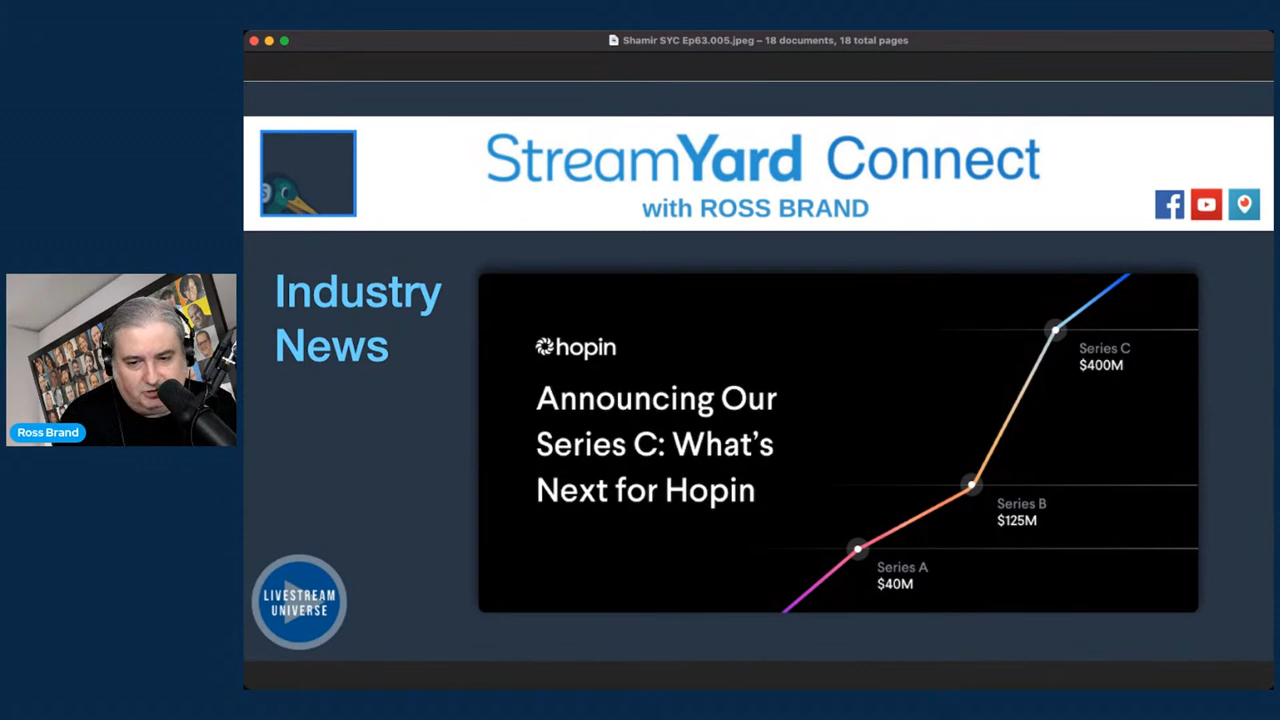 Shamir SYC Ep63.005.jpeg – 18 documents, 18 total pages
StreamYard Connect
with ROSS BRAND
Industry
News
hopin
Announcing Our
Series C: What's
Next for Hopin
Series C
$400M
Series B
$125M
Series A
$40M
Ross Brand
LIVESTREAM
UNIVERSE